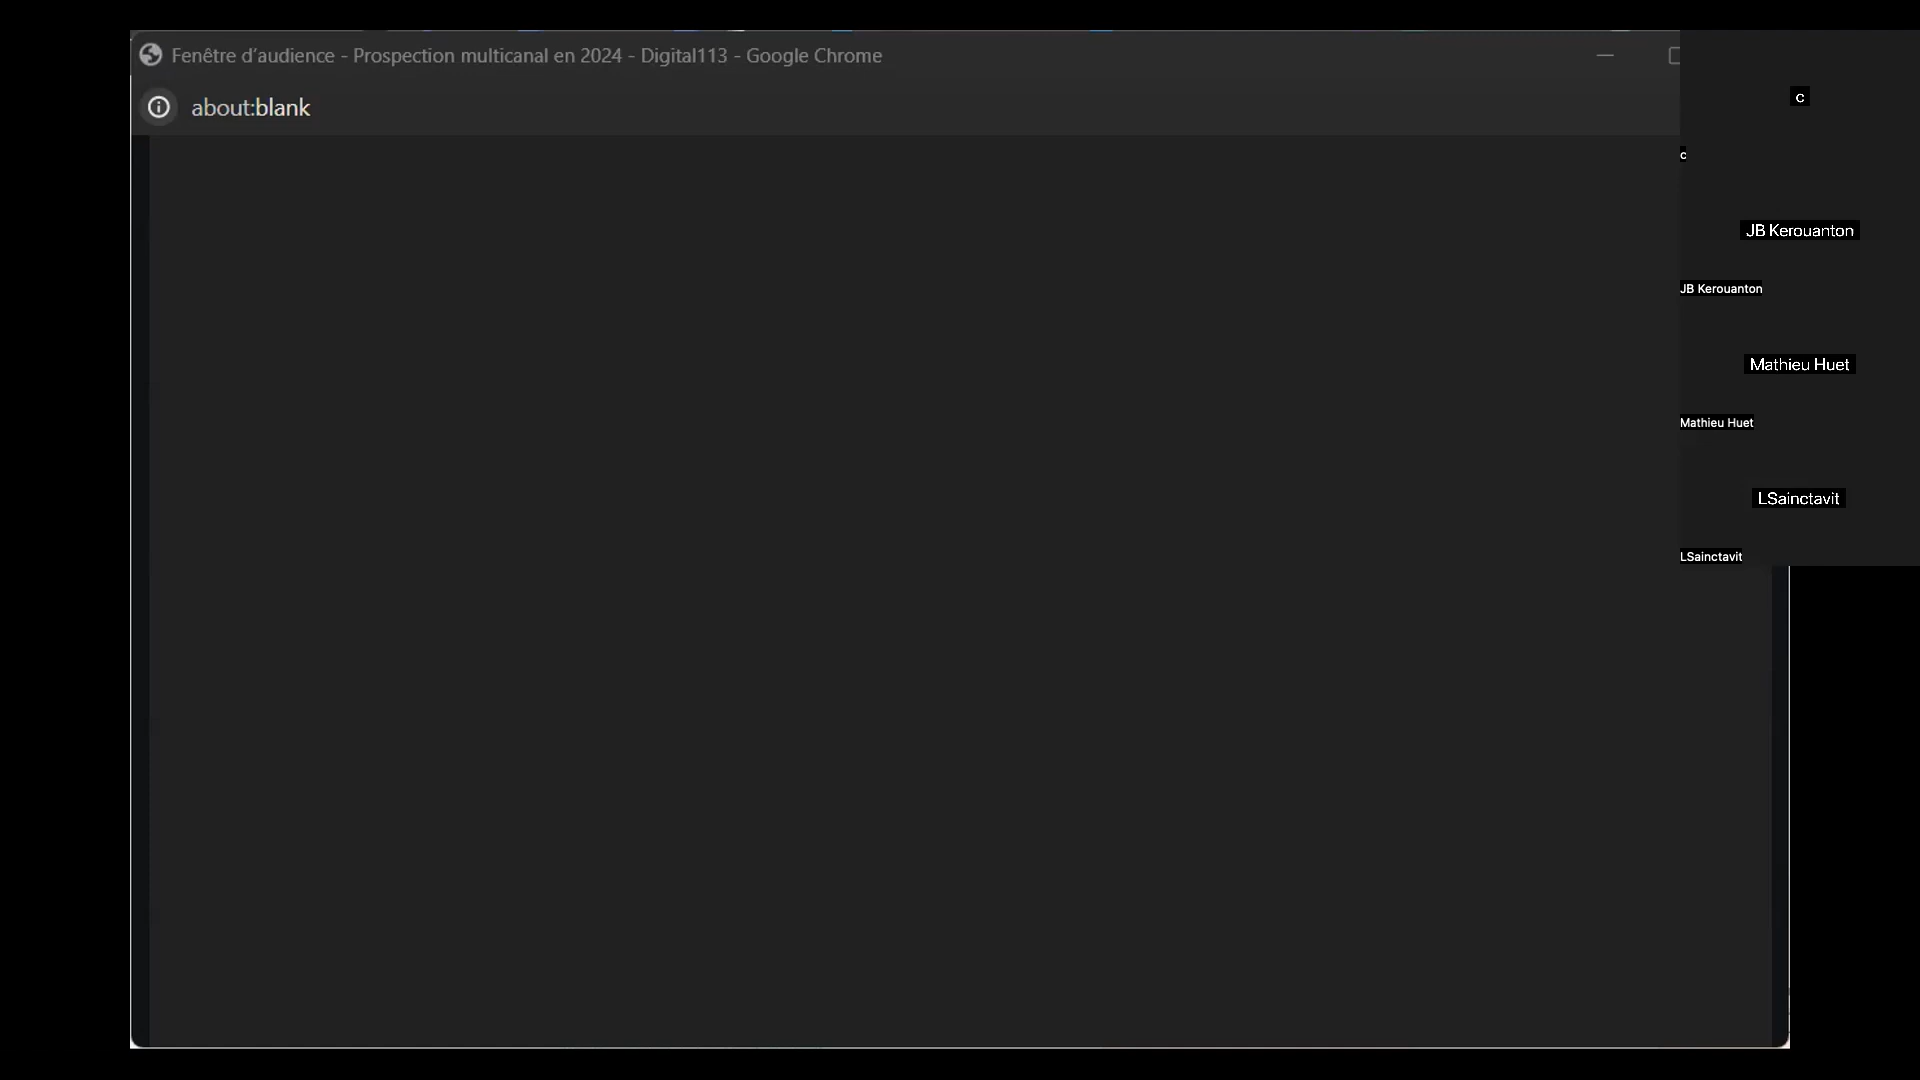 Fenêtre d’audience - Prospection multicanal en 2024 - Digital113 - Google Chrome
about:blank
c
c
JB Kerouanton
JB Kerouanton
Mathieu Huet
Mathieu Huet
LSainctavit
LSainctavit